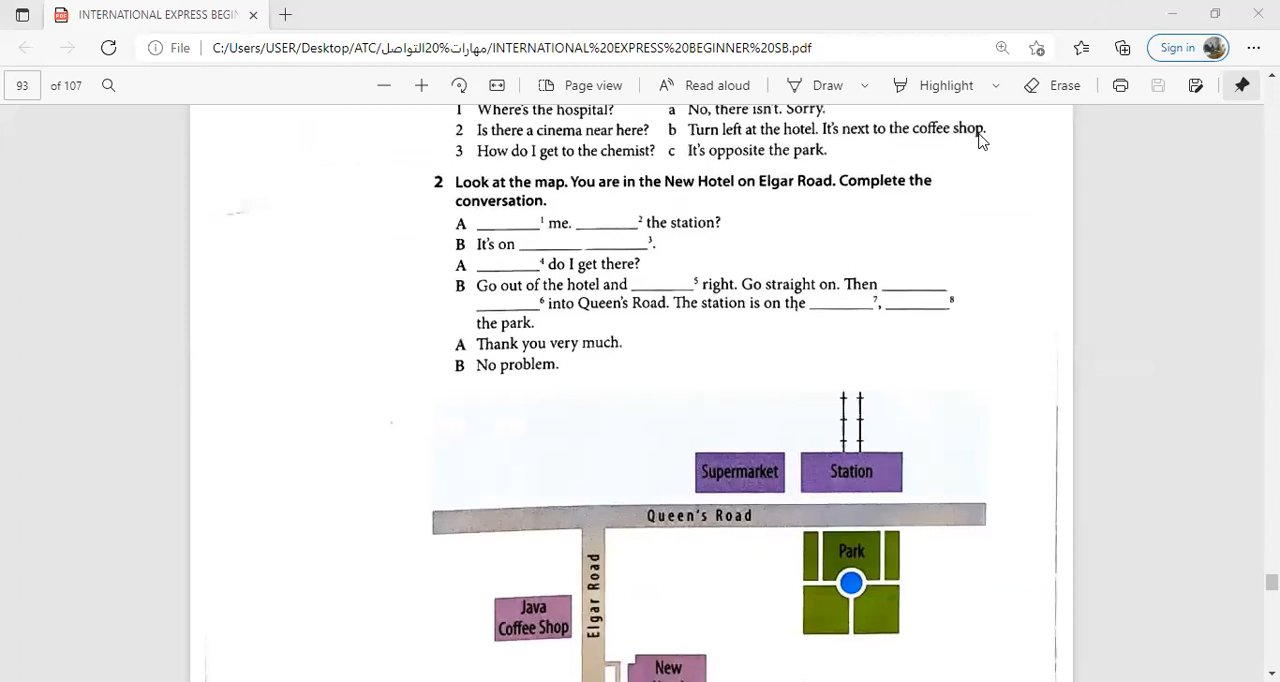 INTERNATIONAL EXPRESS BEGIN
File
C:/Users/USER/Desktop/ATC/مهارات%20التواصل/INTERNATIONAL%20EXPRESS%20BEGINNER%20SB.pdf
Sign in
93 of 107
Page view
Read aloud
Draw
Highlight
Erase
1 Where's the hospital? a No, there isn't. Sorry.
2 Is there a cinema near here? b Turn left at the hotel. It's next to the coffee shop.
3 How do I get to the chemist? c It's opposite the park.
2 Look at the map. You are in the New Hotel on Elgar Road. Complete the
conversation.
A ________1 me. ________2 the station?
B It's on ________ ________3.
A ________4 do I get there?
B Go out of the hotel and ________5 right. Go straight on. Then ________
________6 into Queen's Road. The station is on the ________7, ________8
the park.
A Thank you very much.
B No problem.
Supermarket
Station
Queen's Road
Park
Elgar Road
Java
Coffee Shop
New